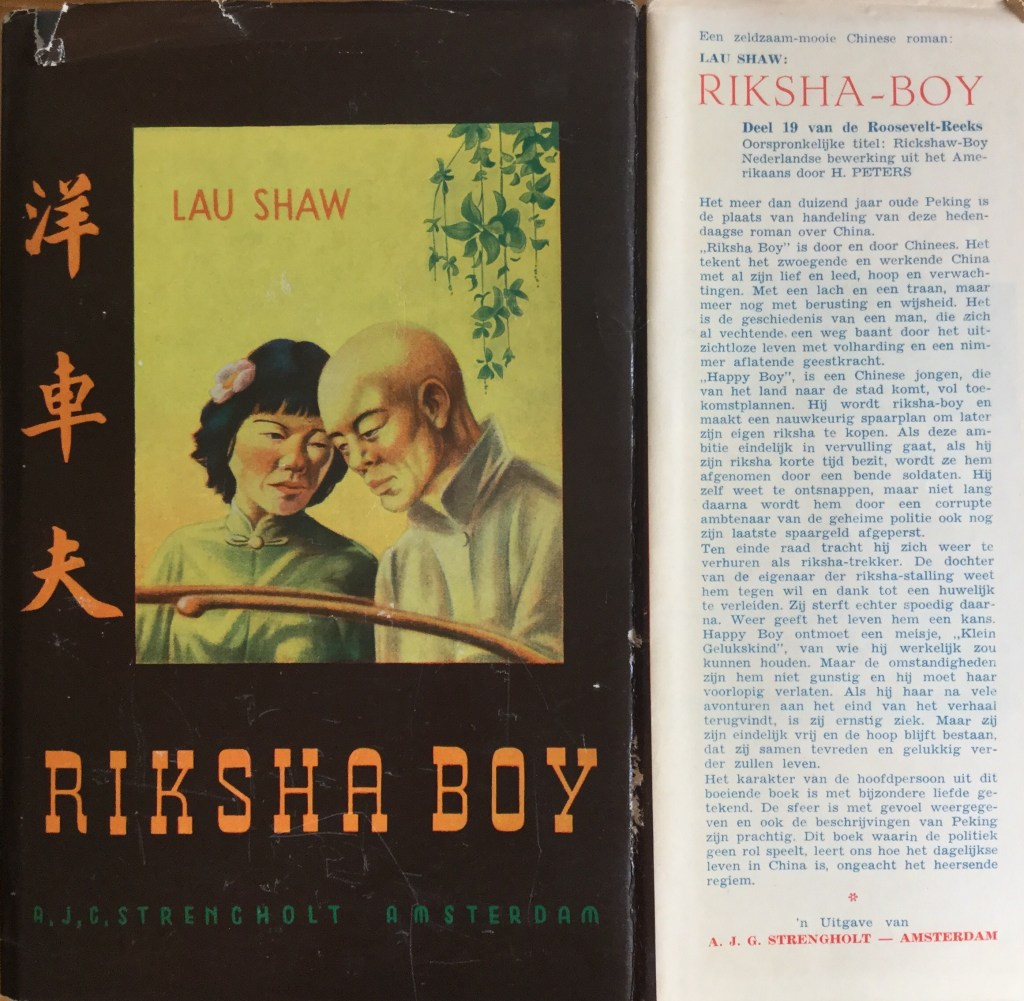 LAU SHAW
洋車夫
RIKSHA BOY
A.J.G. STRENGHOLT AMSTERDAM
Een zeldzaam-mooie Chinese roman:
LAU SHAW:
RIKSHA-BOY
Deel 19 van de Roosevelt-Reeks
Oorspronkelijke titel: Rickshaw-Boy
Nederlandse bewerking uit het Ame-
rikaans door H. PETERS
Het meer dan duizend jaar oude Peking is
de plaats van handeling van deze heden-
daagse roman over China.
„Riksha Boy" is door en door Chinees. Het
tekent het zwoegende en werkende China
met al zijn lief en leed, hoop en verwach-
tingen. Met een lach en een traan, maar
meer nog met berusting en wijsheid. Het
is de geschiedenis van een man, die zich
al vechtende een weg baant door het uit-
zichtloze leven met volharding en een nim-
mer aflatende geestkracht.
„Happy Boy", is een Chinese jongen, die
van het land naar de stad komt, vol toe-
komstplannen. Hij wordt riksha-boy en
maakt een nauwkeurig spaarplan om later
zijn eigen riksha te kopen. Als deze am-
bitie eindelijk in vervulling gaat, als hij
zijn riksha korte tijd bezit, wordt ze hem
afgenomen door een bende soldaten. Hij
zelf weet te ontsnappen, maar niet lang
daarna wordt hem door een corrupte
ambtenaar van de geheime politie ook nog
zijn laatste spaargeld afgeperst.
Ten einde raad tracht hij zich weer te
verhuren als riksha-trekker. De dochter
van de eigenaar der riksha-stalling weet
hem tegen wil en dank tot een huwelijk
te verleiden. Zij sterft echter spoedig daar-
na. Weer geeft het leven hem een kans.
Happy Boy ontmoet een meisje, „Klein
Gelukskind", van wie hij werkelijk zou
kunnen houden. Maar de omstandigheden
zijn hem niet gunstig en hij moet haar
voorlopig verlaten. Als hij haar na vele
avonturen aan het eind van het verhaal
terugvindt, is zij ernstig ziek. Maar zij
zijn eindelijk vrij en de hoop blijft bestaan,
dat zij samen tevreden en gelukkig ver-
der zullen leven.
Het karakter van de hoofdpersoon uit dit
boeiende boek is met bijzondere liefde ge-
tekend. De sfeer is met gevoel weergege-
ven en ook de beschrijvingen van Peking
zijn prachtig. Dit boek waarin de politiek
geen rol speelt, leert ons hoe het dagelijkse
leven in China is, ongeacht het heersende
regiem.
*
'n Uitgave van
A. J. G. STRENGHOLT — AMSTERDAM